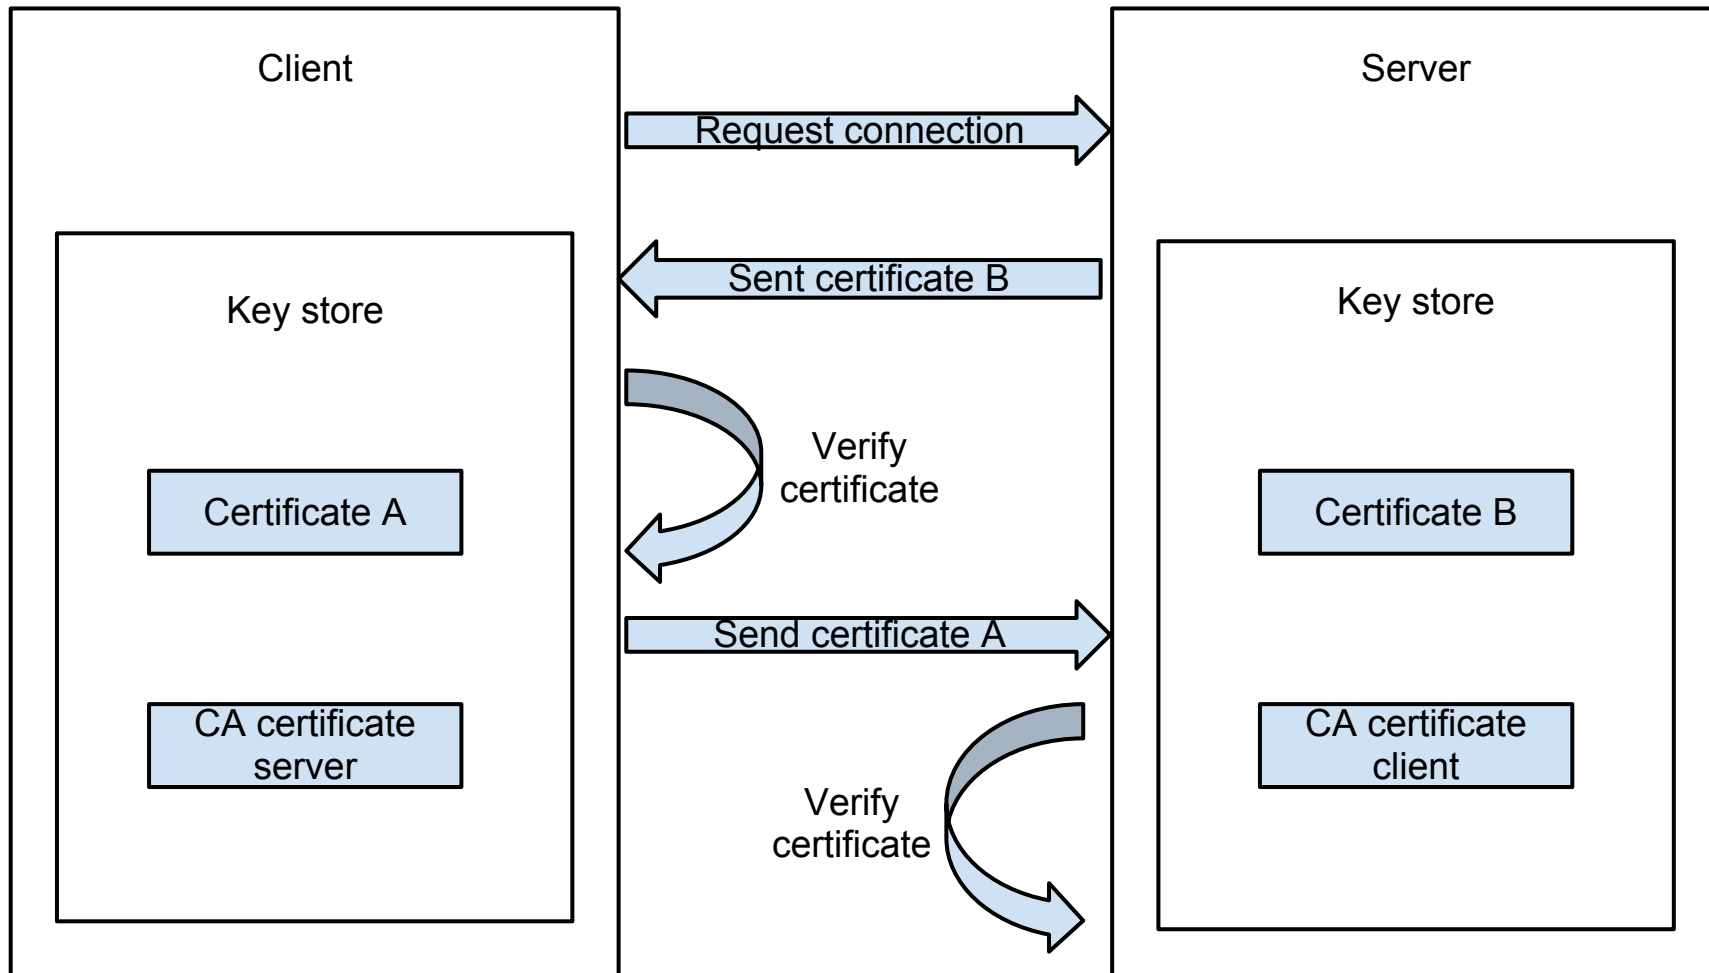 Client
Server
Request connection
Sent certificate B
Key store
Key store
Verify
certificate
Certificate A
Certificate B
Send certificate A
CA certificate
server
CA certificate
client
Verify
certificate